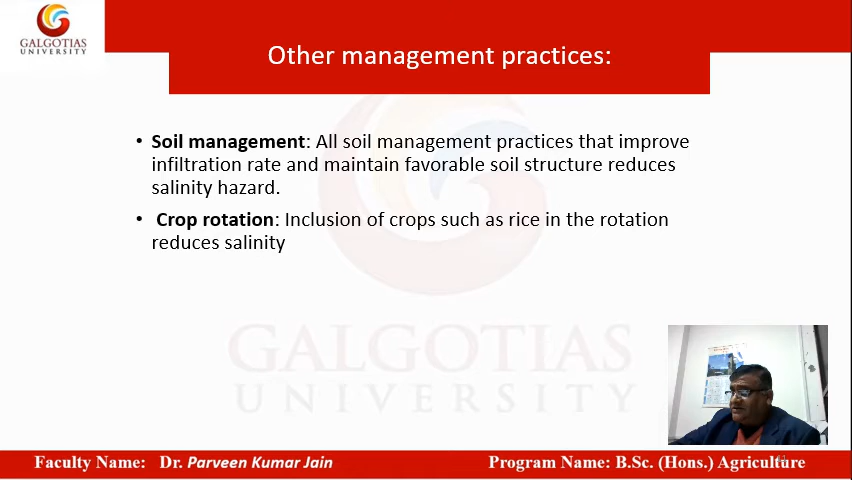 GALGOTIAS
UNIVERSITY
Other management practices:
• Soil management: All soil management practices that improve
infiltration rate and maintain favorable soil structure reduces
salinity hazard.
• Crop rotation: Inclusion of crops such as rice in the rotation
reduces salinity
GALGOTIAS
UNIVERSITY
Faculty Name: Dr. Parveen Kumar Jain
Program Name: B.Sc. (Hons.) Agriculture